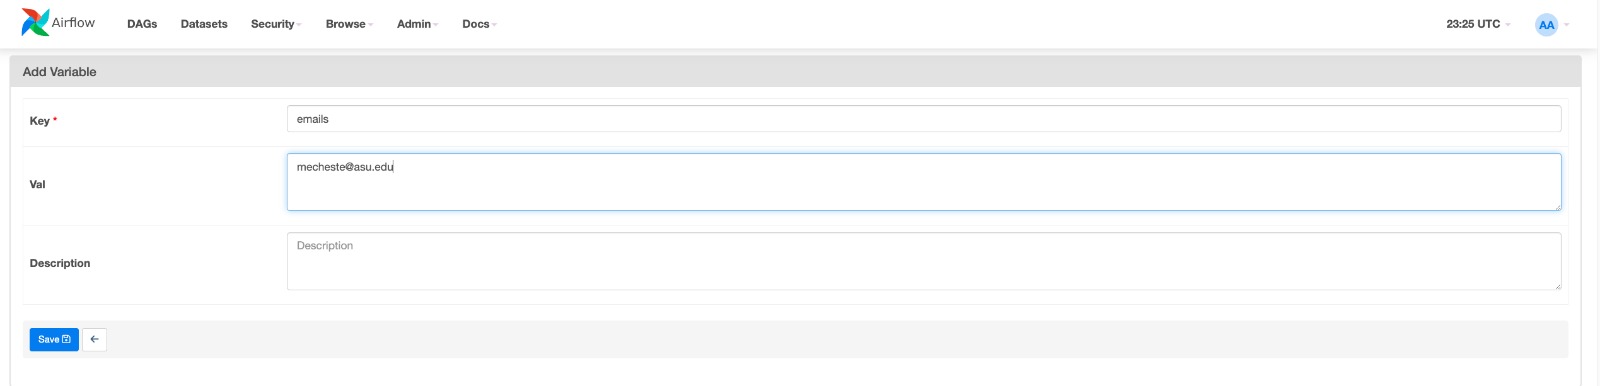 Airflow DAGs Datasets Security Browse Admin Docs 23:25 UTC AA
Add Variable
Key * emails
Val mecheste@asu.edu
Description Description
Save